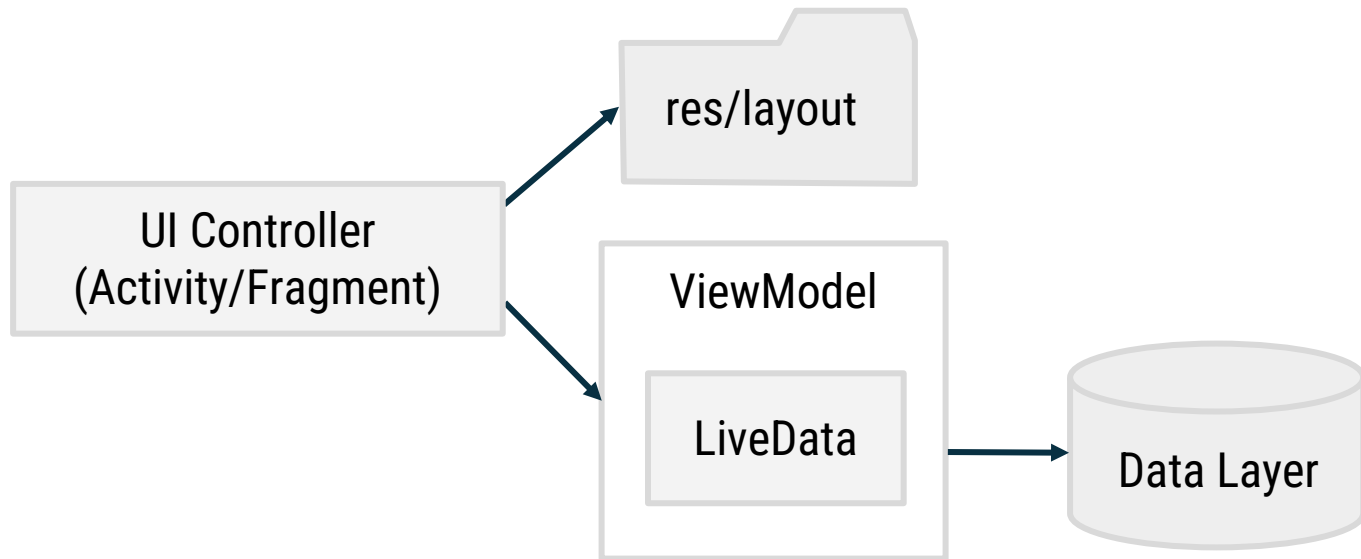 res/layout
UI Controller
(Activity/Fragment)
ViewModel
LiveData
Data Layer